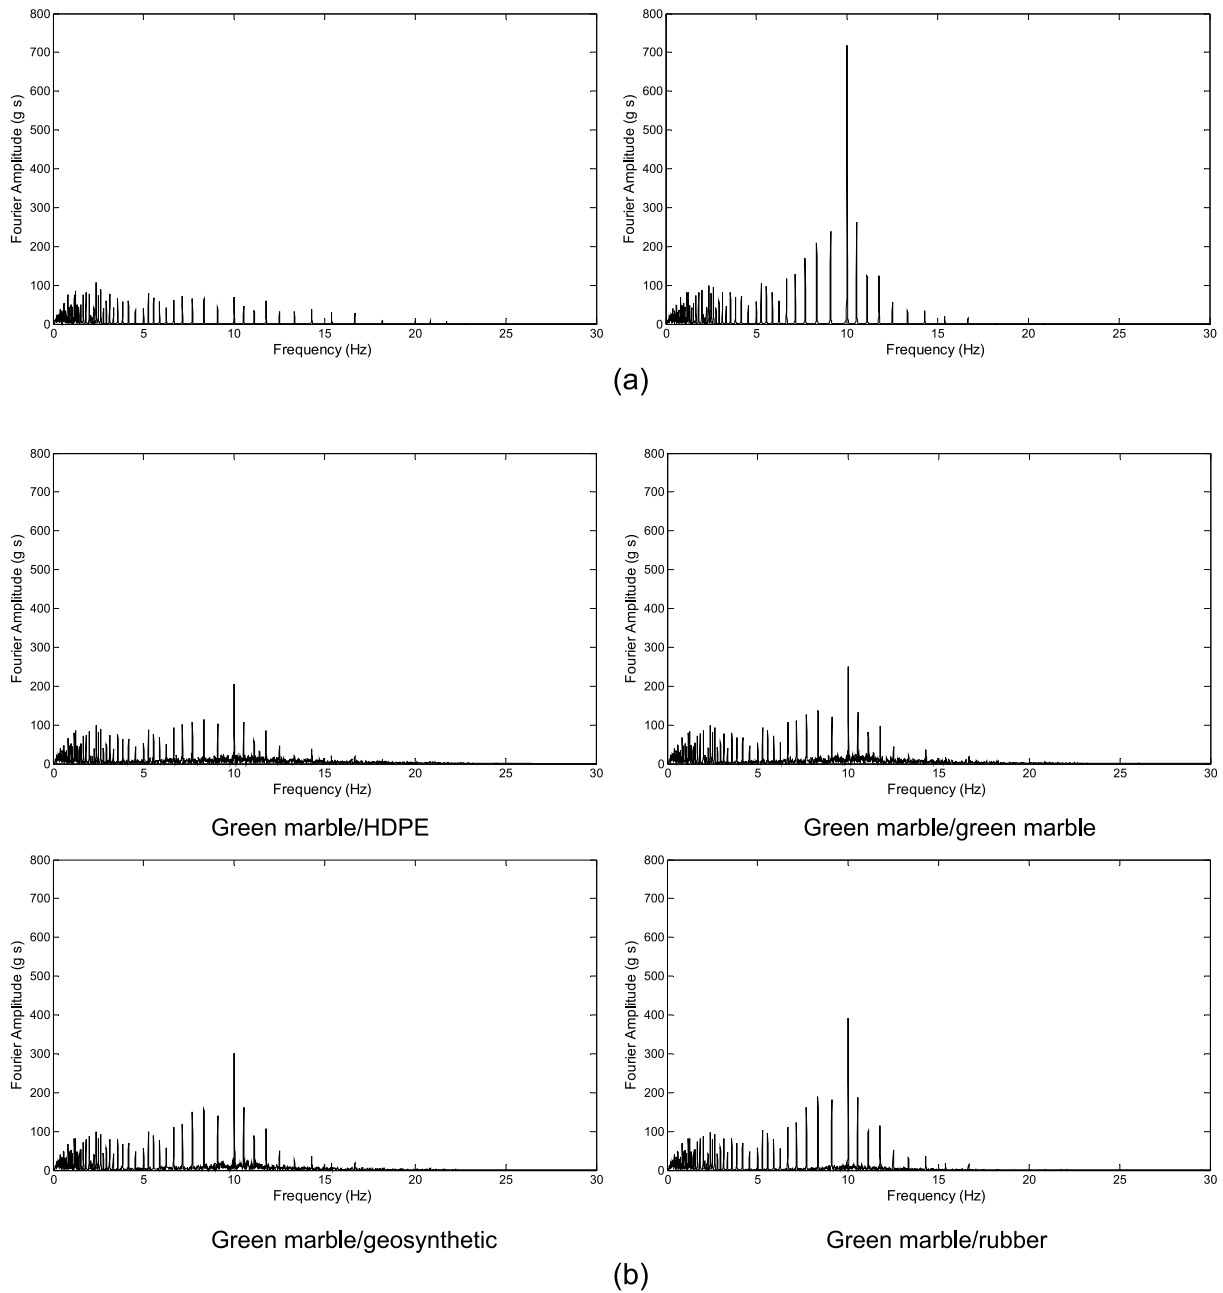 800
700
600
500
400
300
200
100
0
Fourier Amplitude (g s)
0 5 10 15 20 25 30
Frequency (Hz)
800
700
600
500
400
300
200
100
0
Fourier Amplitude (g s)
0 5 10 15 20 25 30
Frequency (Hz)
(a)
800
700
600
500
400
300
200
100
0
Fourier Amplitude (g s)
0 5 10 15 20 25 30
Frequency (Hz)
Green marble/HDPE
800
700
600
500
400
300
200
100
0
Fourier Amplitude (g s)
0 5 10 15 20 25 30
Frequency (Hz)
Green marble/green marble
800
700
600
500
400
300
200
100
0
Fourier Amplitude (g s)
0 5 10 15 20 25 30
Frequency (Hz)
Green marble/geosynthetic
800
700
600
500
400
300
200
100
0
Fourier Amplitude (g s)
0 5 10 15 20 25 30
Frequency (Hz)
Green marble/rubber
(b)